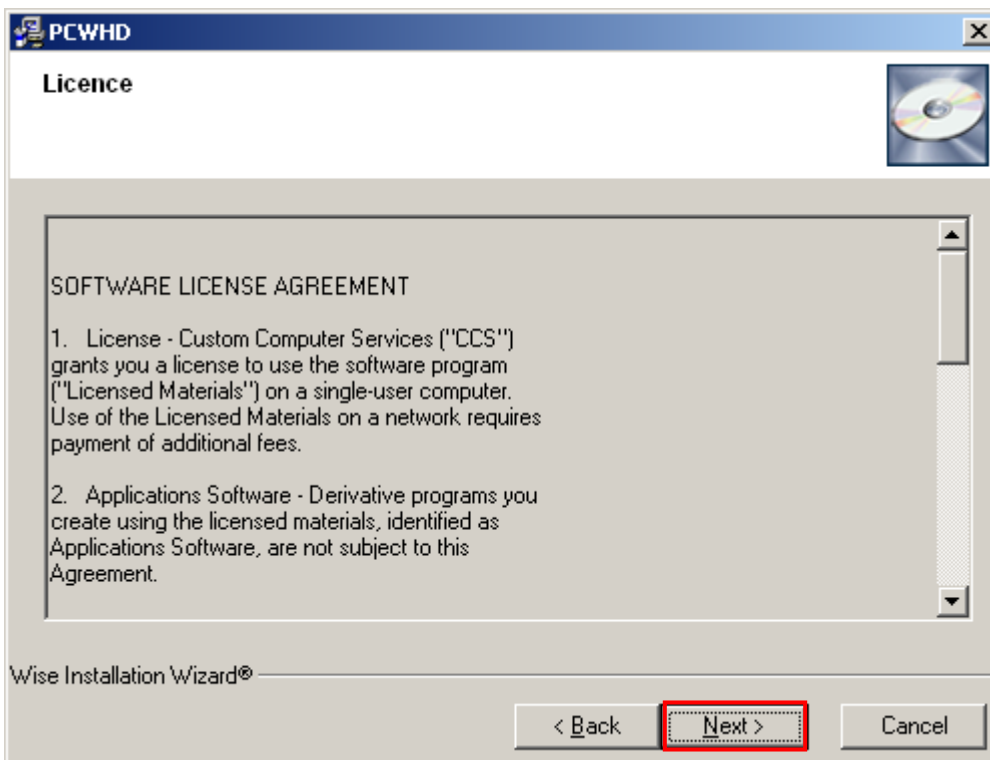 PCWHD
Licence
SOFTWARE LICENSE AGREEMENT
1. License - Custom Computer Services ("CCS")
grants you a license to use the software program
("Licensed Materials") on a single-user computer.
Use of the Licensed Materials on a network requires
payment of additional fees.
2. Applications Software - Derivative programs you
create using the licensed materials, identified as
Applications Software, are not subject to this
Agreement.
Wise Installation Wizard®
< Back
Next >
Cancel